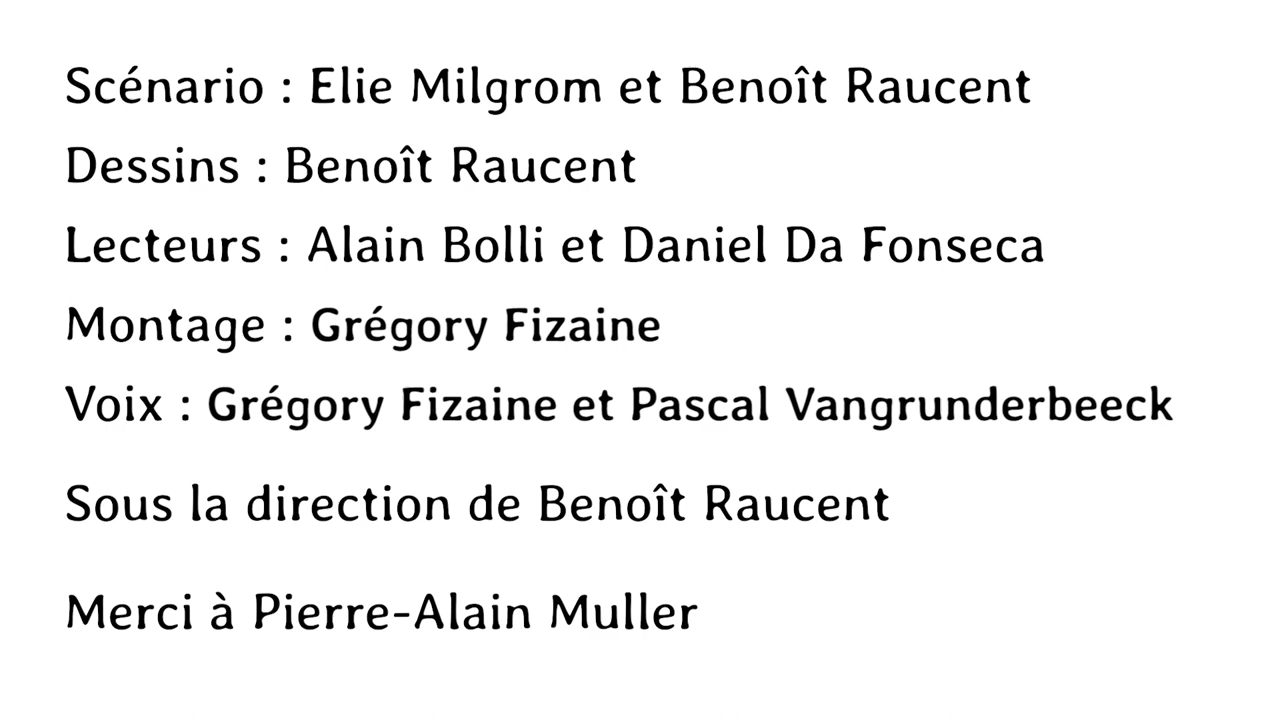 Scénario : Elie Milgrom et Benoît Raucent
Dessins : Benoît Raucent
Lecteurs : Alain Bolli et Daniel Da Fonseca
Montage : Grégory Fizaine
Voix : Grégory Fizaine et Pascal Vangrunderbeeck
Sous la direction de Benoît Raucent
Merci à Pierre-Alain Muller